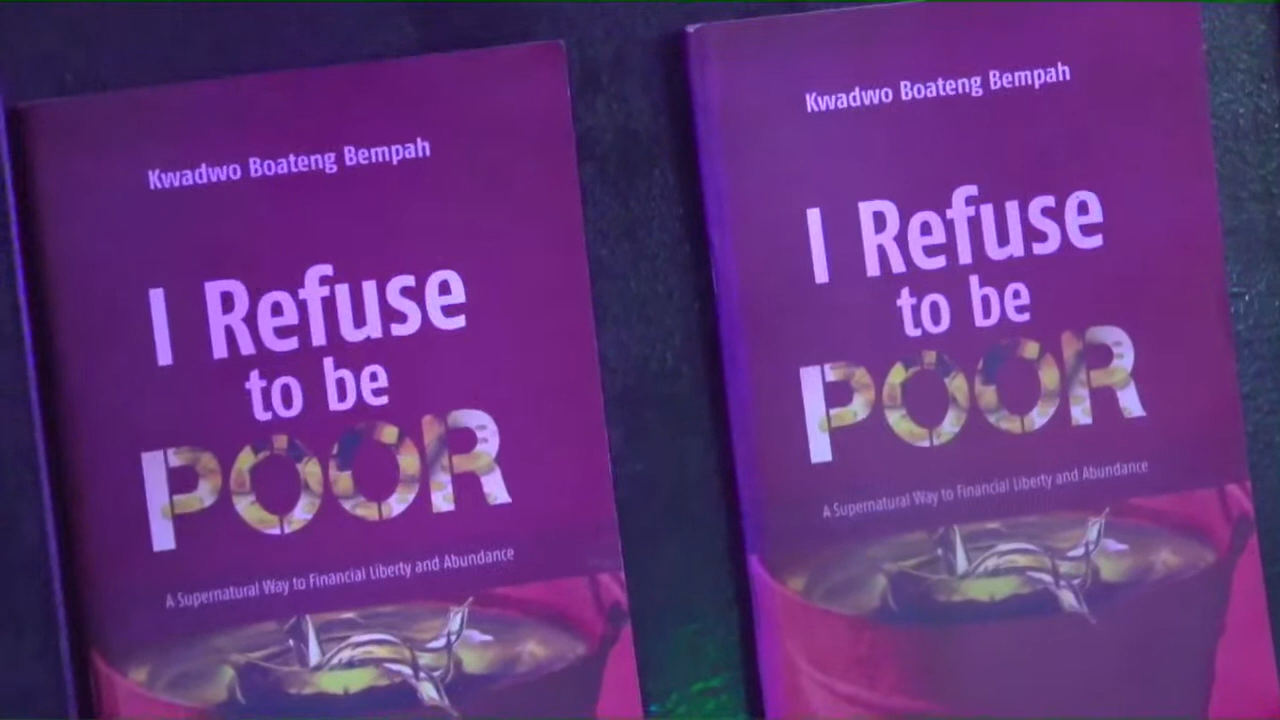 Kwadwo Boateng Bempah
I Refuse
to be
POOR
A Supernatural Way to Financial Liberty and Abundance
Kwadwo Boateng Bempah
I Refuse
to be
POOR
A Supernatural Way to Financial Liberty and Abundance